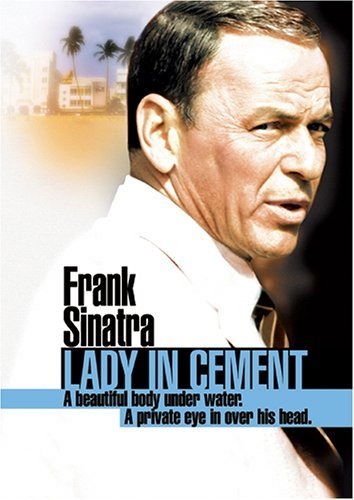 Frank
Sinatra
LADY IN CEMENT
A beautiful body under water.
A private eye in over his head.